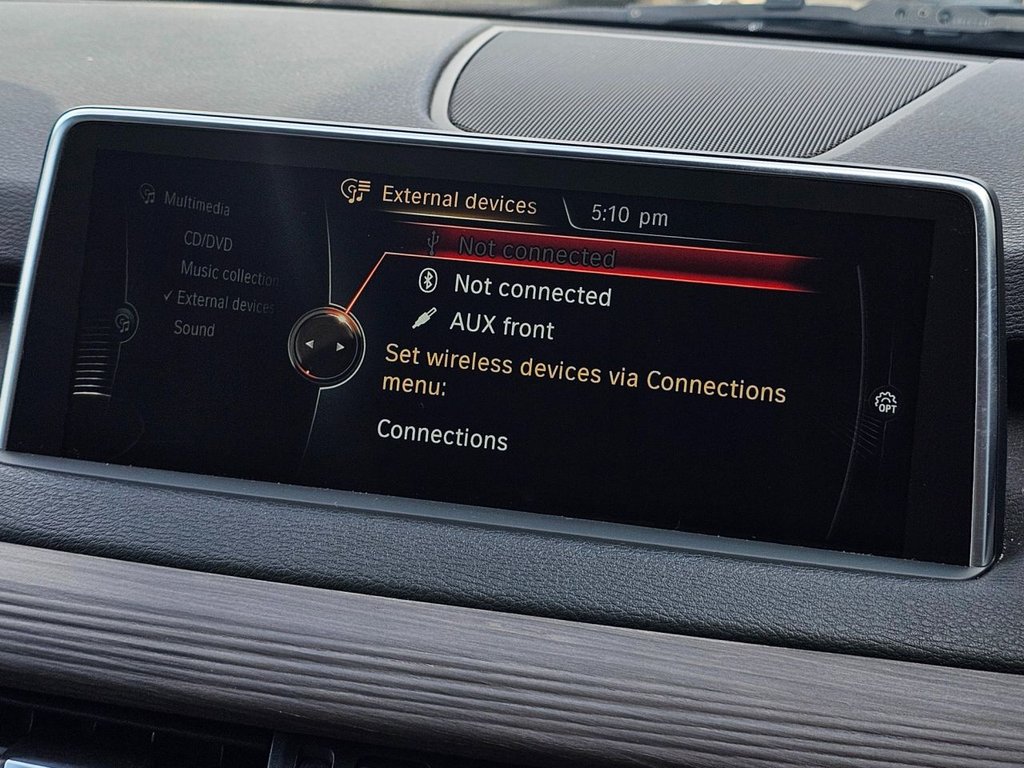 Multimedia
CD/DVD
Music collection
External devices
Sound
External devices
5:10 pm
Not connected
Not connected
AUX front
Set wireless devices via Connections
menu:
Connections
OPT